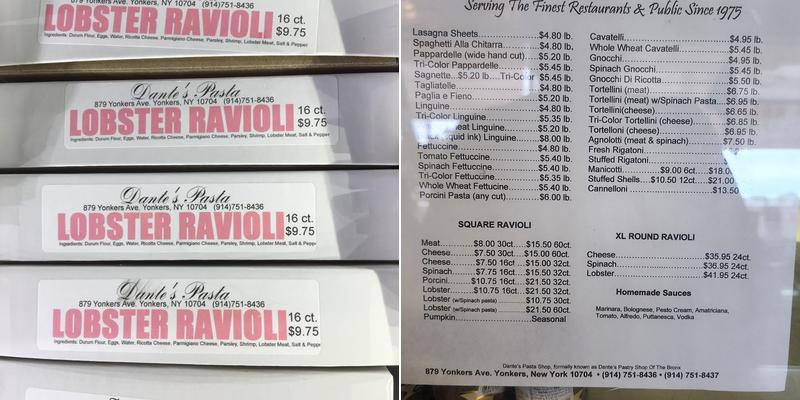 879 Yonkers Ave. Yonkers, NY 10704 (914)751-8436
LOBSTER RAVIOLI 16 ct.
$9.75
Ingredients: Durum Flour, Eggs, Water, Ricotta Cheese, Parmigiano Cheese, Parsley, Shrimp, Lobster Meat, Salt & Pepper
Dante's Pasta
879 Yonkers Ave. Yonkers, NY 10704 (914)751-8436
LOBSTER RAVIOLI 16 ct.
$9.75
Ingredients: Durum Flour, Eggs, Water, Ricotta Cheese, Parmigiano Cheese, Parsley, Shrimp, Lobster Meat, Salt & Pepper
Dante's Pasta
879 Yonkers Ave. Yonkers, NY 10704 (914)751-8436
LOBSTER RAVIOLI 16 ct.
$9.75
Ingredients: Durum Flour, Eggs, Water, Ricotta Cheese, Parmigiano Cheese, Parsley, Shrimp, Lobster Meat, Salt & Peppe
Dante's Pasta
879 Yonkers Ave. Yonkers, NY 10704 (914)751-8436
LOBSTER RAVIOLI 16 ct.
$9.75
Ingredients: Durum Flour, Eggs, Water, Ricotta Cheese, Parmigiano Cheese, Parsley, Shrimp, Lobster Meat, Salt & Peppe
Serving The Finest Restaurants & Public Since 1975
Lasagna Sheets $4.80 lb.
Spaghetti Alla Chitarra $4.80 lb.
Pappardelle (wide hand cut) $5.20 lb.
Tri-Color Pappardelle $5.45 lb.
Sagnette...$5.20 lb....Tri-Color $5.45 lb.
Tagliatelle $4.80 lb.
Paglia e Fieno $5.20 lb.
Linguine $4.80 lb.
Tri-Color Linguine $5.35 lb.
Wheat Linguine $5.20 lb.
ink) Linguine $8.00 lb.
Fettuccine $4.80 lb.
Tomato Fettuccine $5.40 lb.
Spinach Fettuccine $5.40 lb.
Tri-Color Fettuccine $5.35 lb.
Whole Wheat Fettucine $5.40 lb.
Porcini Pasta (any cut) $6.00 lb.
Cavatelli $4.95 lb.
Whole Wheat Cavatelli $5.45 lb.
Gnocchi $4.95 lb.
Spinach Gnocchi $5.45 lb.
Gnocchi Di Ricotta $5.50 lb.
Tortellini (meat) $6.75 lb.
Tortellini (meat) w/Spinach Pasta $6.95 lb.
Tortellini(cheese) $6.65 lb.
Tri-Color Tortellini (cheese) $6.85 lb.
Tortelloni (cheese) $6.95 lb.
Agnolotti (meat & spinach) $7.50 lb.
Fresh Rigatoni
Stuffed Rigatoni
Manicotti $9.00 6ct $18.0
Stuffed Shells $10.50 12ct $21.00
Cannelloni $13.50
SQUARE RAVIOLI
Meat $8.00 30ct $15.50 60ct.
Cheese $7.50 30ct $15.00 60ct.
Cheese $7.50 16ct $15.00 32ct.
Spinach $7.75 16ct $15.50 32ct.
Porcini $10.75 16ct $21.50 32ct.
Lobster $10.75 16ct $21.50 32ct.
Lobster (w/Spinach pasta) $10.75 30ct.
Lobster (w/Spinach pasta) $21.50 60ct.
Pumpkin Seasonal
XL ROUND RAVIOLI
Cheese $35.95 24ct.
Spinach $36.95 24ct.
Lobster $41.95 24ct.
Homemade Sauces
Marinara, Bolognese, Pesto Cream, Amatriciana,
Tomato, Alfredo, Puttanesca, Vodka
Dante's Pasta Shop, formally known as Dante's Pastry Shop Of The Bronx
879 Yonkers Ave. Yonkers, New York 10704 • (914) 751-8436 • (914) 751-8437